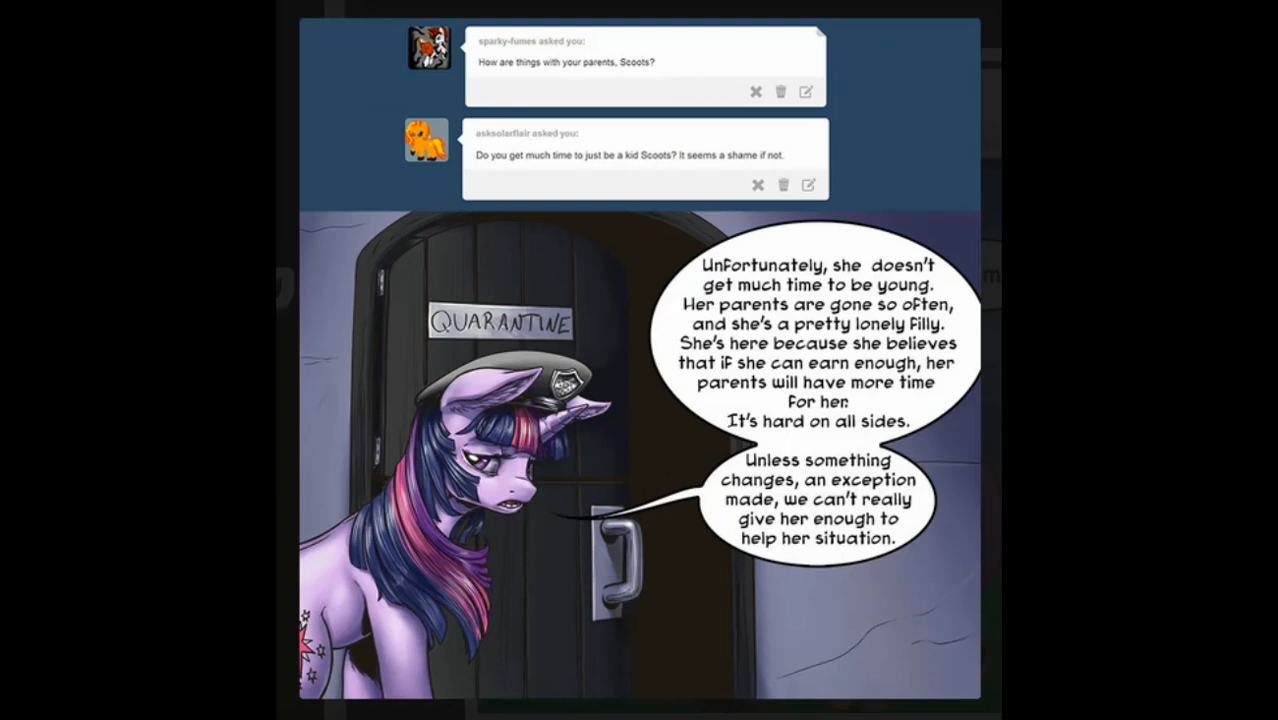 sparky-fumes asked you:
How are things with your parents, Scoots?
asksolarflair asked you:
Do you get much time to just be a kid Scoots? It seems a shame if not.
QUARANTINE
Unfortunately, she doesn't
get much time to be young.
Her parents are gone so often,
and she's a pretty lonely filly.
She's here because she believes
that if she can earn enough, her
parents will have more time
for her.
It's hard on all sides.
Unless something
changes, an exception
made, we can't really
give her enough to
help her situation.